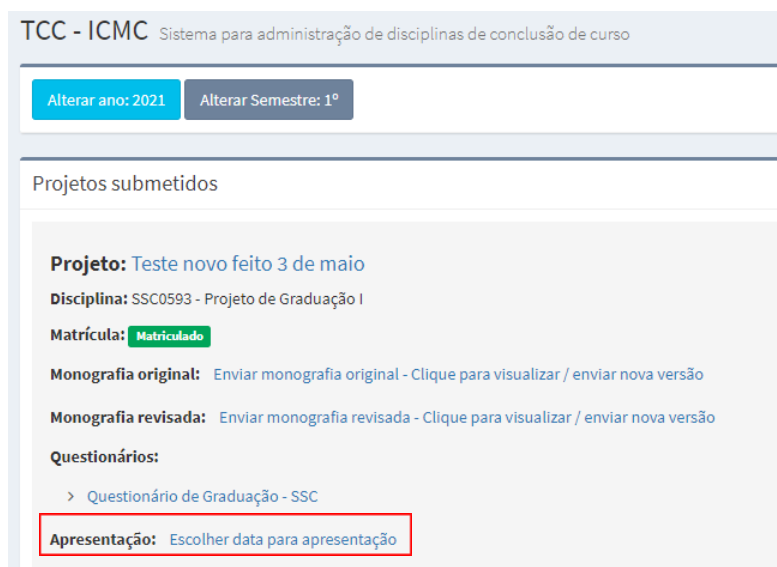 TCC - ICMC Sistema para administração de disciplinas de conclusão de curso
Alterar ano: 2021 Alterar Semestre: 1º
Projetos submetidos
Projeto: Teste novo feito 3 de maio
Disciplina: SSC0593 - Projeto de Graduação I
Matrícula: Matriculado
Monografia original: Enviar monografia original - Clique para visualizar / enviar nova versão
Monografia revisada: Enviar monografia revisada - Clique para visualizar / enviar nova versão
Questionários:
> Questionário de Graduação - SSC
Apresentação: Escolher data para apresentação